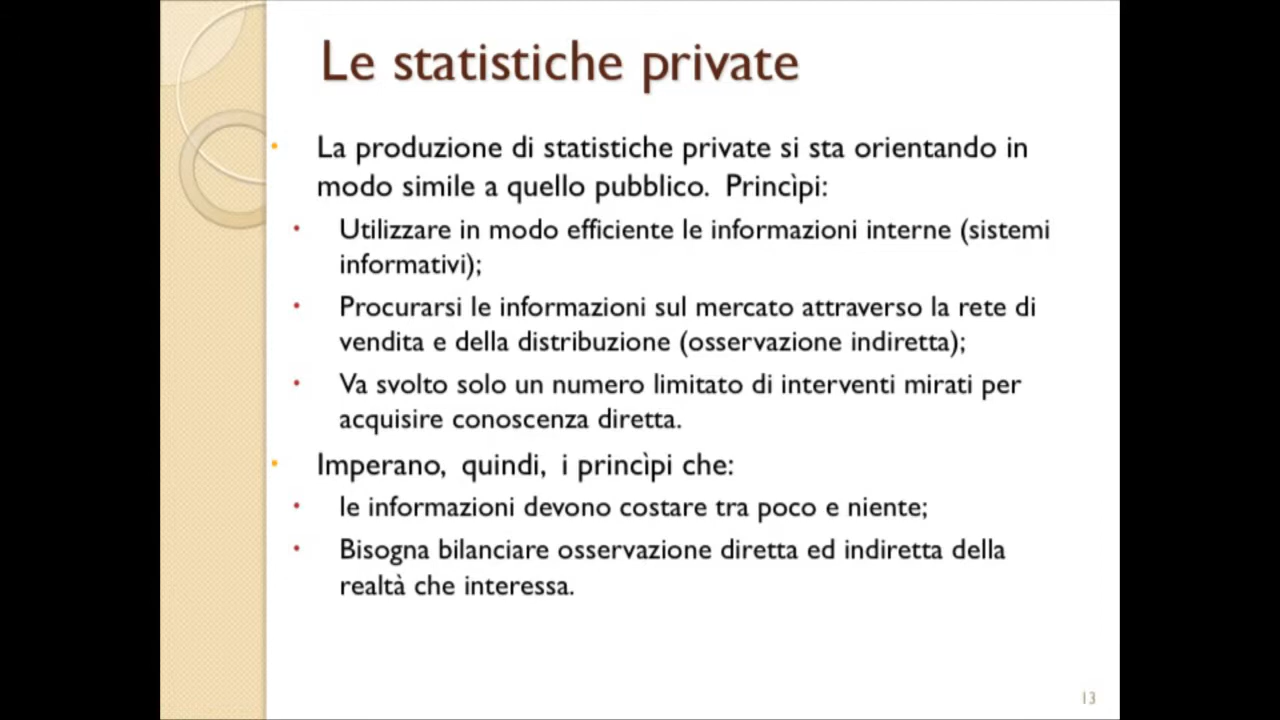 Le statistiche private
• La produzione di statistiche private si sta orientando in
modo simile a quello pubblico. Princìpi:
• Utilizzare in modo efficiente le informazioni interne (sistemi
informativi);
• Procurarsi le informazioni sul mercato attraverso la rete di
vendita e della distribuzione (osservazione indiretta);
• Va svolto solo un numero limitato di interventi mirati per
acquisire conoscenza diretta.
• Imperano, quindi, i princìpi che:
• le informazioni devono costare tra poco e niente;
• Bisogna bilanciare osservazione diretta ed indiretta della
realtà che interessa.
13